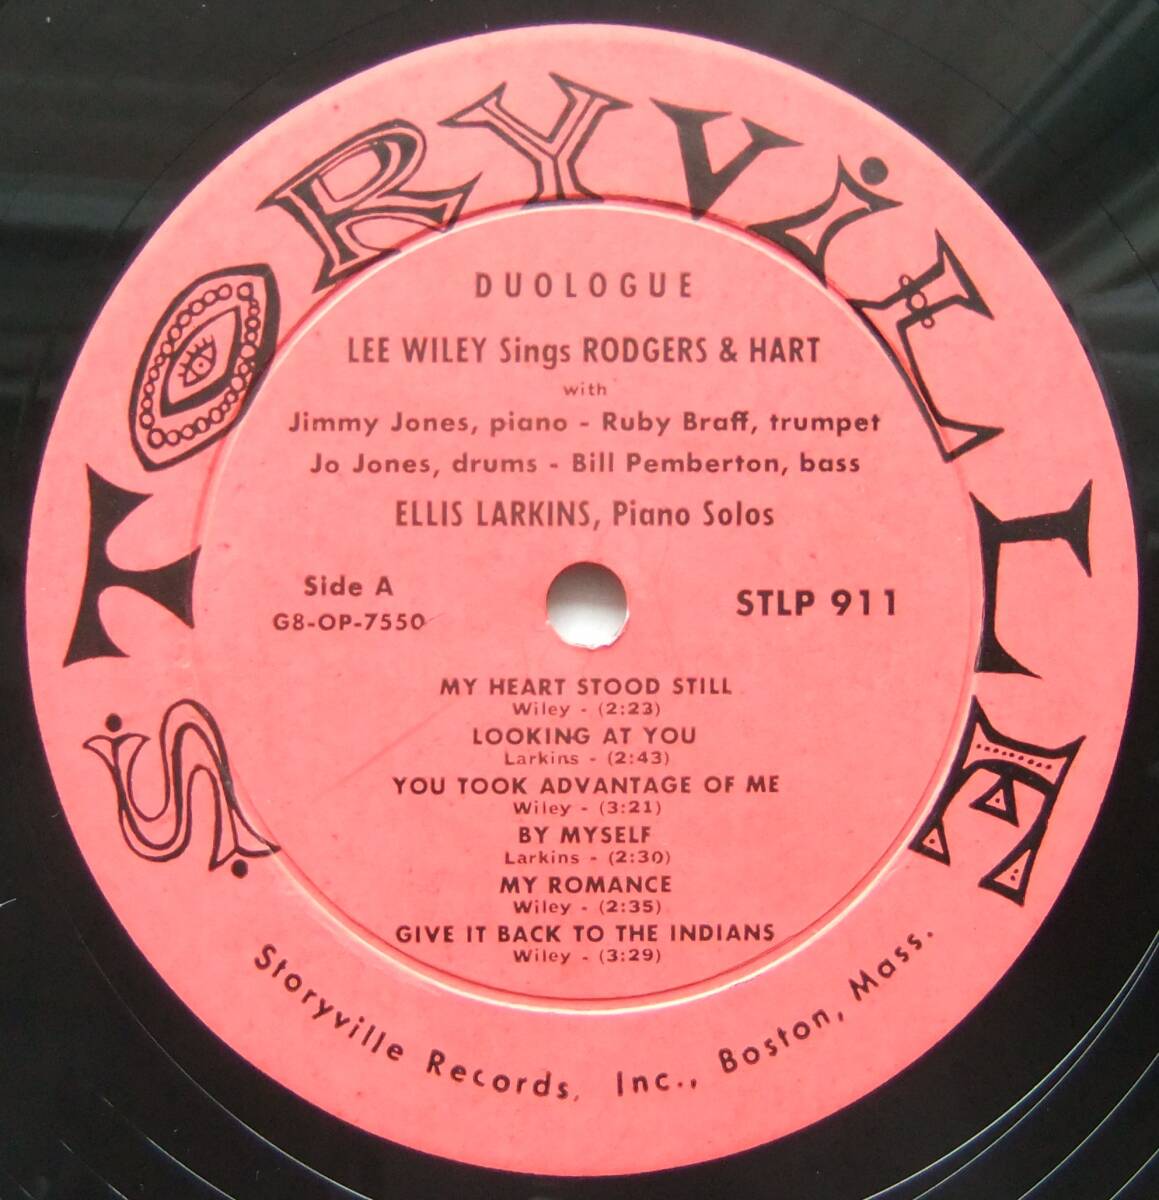 STORYViLLE
DUOLOGUE
LEE WILEY Sings RODGERS & HART
with
Jimmy Jones, piano - Ruby Braff, trumpet
Jo Jones, drums - Bill Pemberton, bass
ELLIS LARKINS, Piano Solos
Side A
G8-OP-7550
STLP 911
MY HEART STOOD STILL
Wiley - (2:23)
LOOKING AT YOU
Larkins - (2:43)
YOU TOOK ADVANTAGE OF ME
Wiley - (3:21)
BY MYSELF
Larkins - (2:30)
MY ROMANCE
Wiley - (2:35)
GIVE IT BACK TO THE INDIANS
Wiley - (3:29)
Storyville Records, Inc., Boston, Mass.